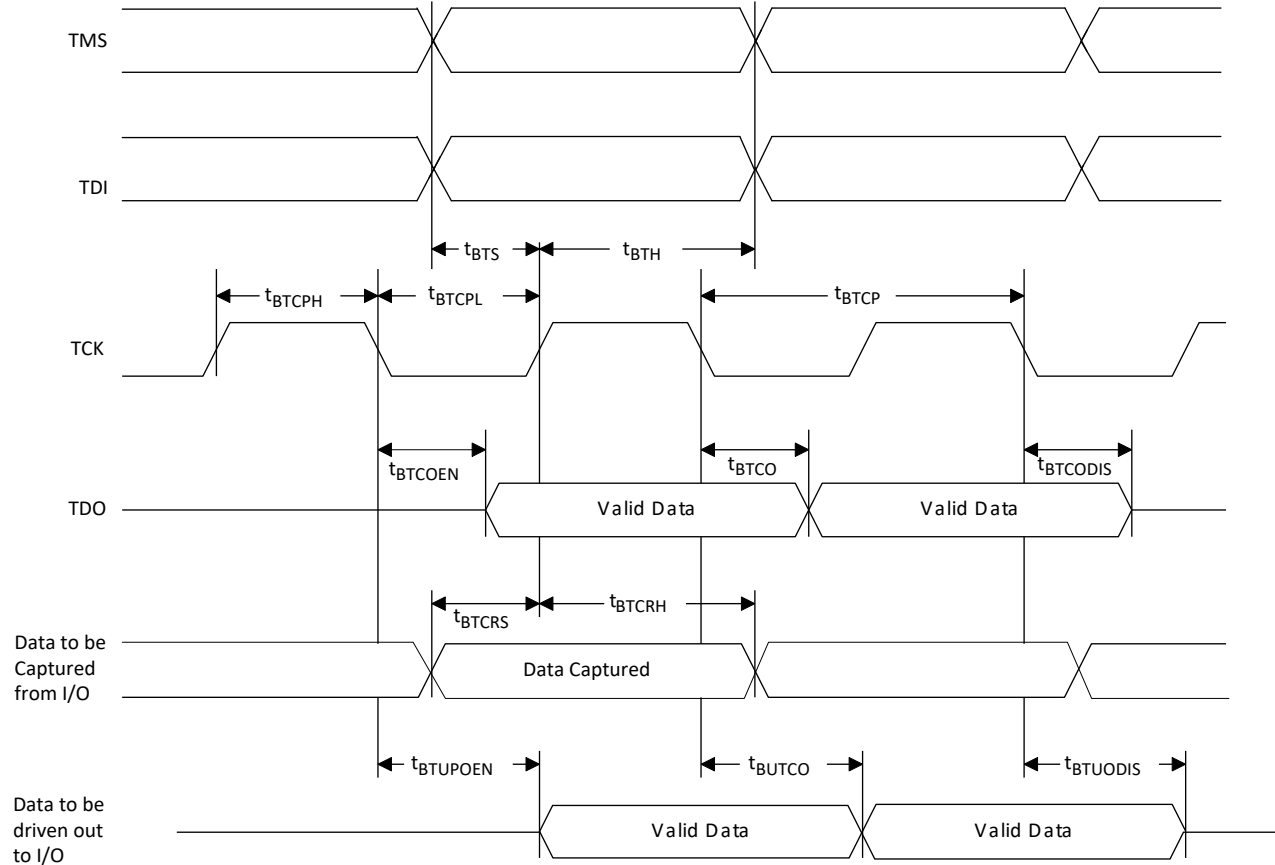 TMS
TDI
tBTS
tBTH
tBTCPH
tBTCPL
tBTCP
TCK
tBTCOEN
tBTCO
tBTCODIS
TDO
Valid Data
Valid Data
tBTCRS
tBTCRH
Data to be
Captured
from I/O
Data Captured
tBTUPOEN
tBUTCO
tBTUODIS
Data to be
driven out
to I/O
Valid Data
Valid Data